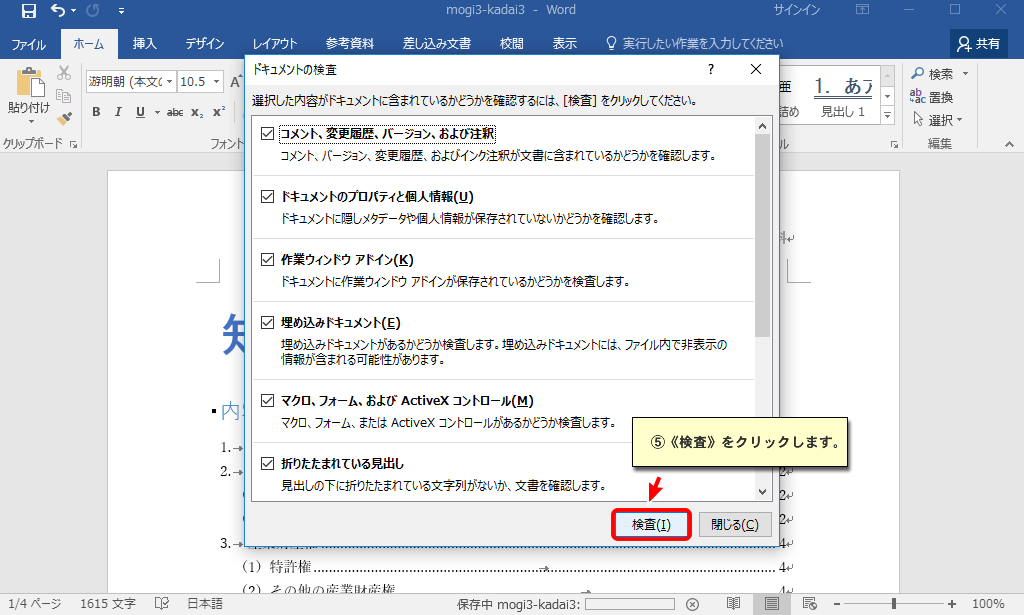 mogi3-kadai3 - Word
サインイン
ファイル ホーム 挿入 デザイン レイアウト 参考資料 差し込み文書 校閲 表示 実行したい作業を入力してください 共有
貼り付け
クリップボード
游明朝 (本文の
10.5
A
B I U abc x₂ x²
フォント
亜
1. あア
詰め
見出し 1
ル
検索
置換
選択
編集
ドキュメントの検査
?
選択した内容がドキュメントに含まれているかどうかを確認するには、[検査] をクリックしてください。
コメント、変更履歴、バージョン、および注釈
コメント、バージョン、変更履歴、およびインク注釈が文書に含まれているかどうかを確認します。
ドキュメントのプロパティと個人情報(U)
ドキュメントに隠しメタデータや個人情報が保存されていないかどうかを確認します。
作業ウィンドウ アドイン(K)
ドキュメントに作業ウィンドウ アドインが保存されているかどうかを検査します。
埋め込みドキュメント(E)
埋め込みドキュメントがあるかどうか検査します。埋め込みドキュメントには、ファイル内で非表示の
情報が含まれる可能性があります。
マクロ、フォーム、および ActiveX コントロール(M)
マクロ、フォーム、または ActiveX コントロールがあるかどうか検査します。
折りたたまれている見出し
見出しの下に折りたたまれている文字列がないか、文書を確認します。
⑤《検査》をクリックします。
検査(I)
閉じる(C)
知
内
1.→
2.→
2
2
2
3.→
4
(1) 特許権 4
(2) その他の産業財産権 4
1/4 ページ 1615 文字 日本語 保存中 mogi3-kadai3: 100%